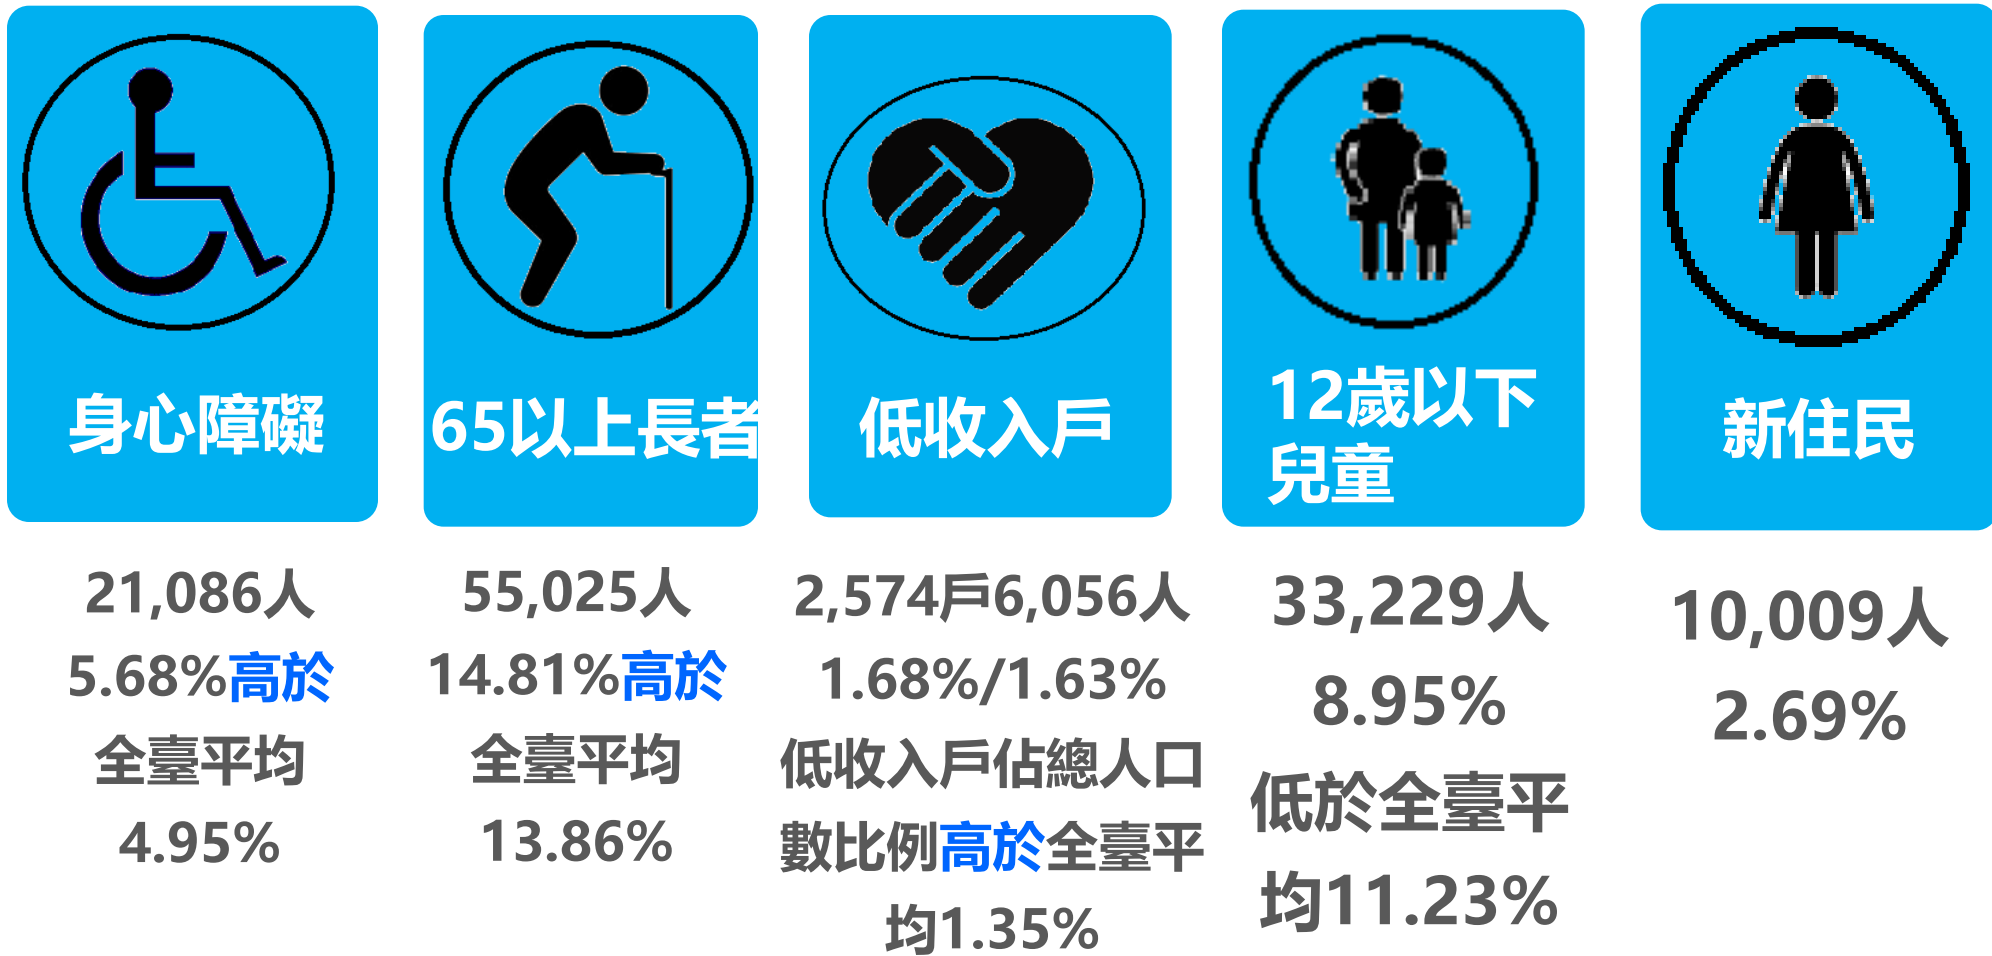 身心障礙
21,086人
5.68%高於
全臺平均
4.95%
65以上長者
55,025人
14.81%高於
全臺平均
13.86%
低收入戶
2,574戶6,056人
1.68%/1.63%
低收入戶佔總人口
數比例高於全臺平
均1.35%
12歲以下
兒童
33,229人
8.95%
低於全臺平
均11.23%
新住民
10,009人
2.69%